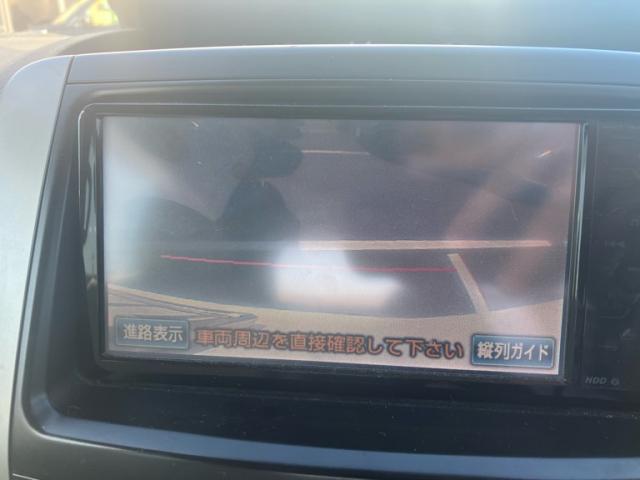 進路表示
車両周辺を直接確認して下さい
縦列ガイド
HDD